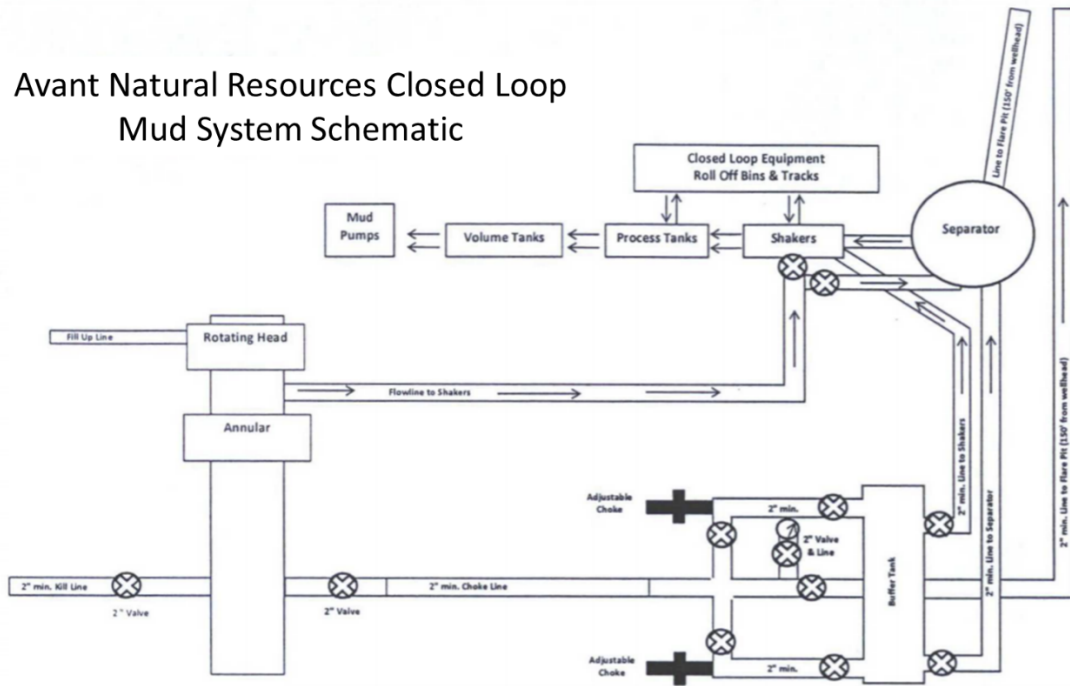 Avant Natural Resources Closed Loop
Mud System Schematic
Line to Flare Pit (150' from wellhead)
Closed Loop Equipment
Roll Off Bins & Tracks
Mud
Pumps
Volume Tanks
Process Tanks
Shakers
Separator
Fill Up Line
Rotating Head
Flowline to Shakers
Annular
2" min. Line to Shakers
2" min. Line to Separator
2" min. Line to Flare Pit (150' from wellhead)
Adjustable
Choke
2" min.
2" Valve
& Line
Buffer Tank
2" min. Kill Line
2" Valve
2" Valve
2" min. Choke Line
Adjustable
Choke
2" min.